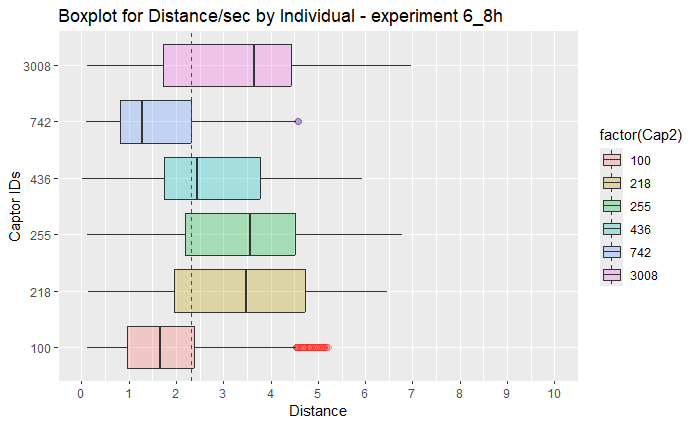 Boxplot for Distance/sec by Individual - experiment 6_8h
Captor IDs
3008
742
436
255
218
100
0 1 2 3 4 5 6 7 8 9 10
Distance
factor(Cap2)
100
218
255
436
742
3008